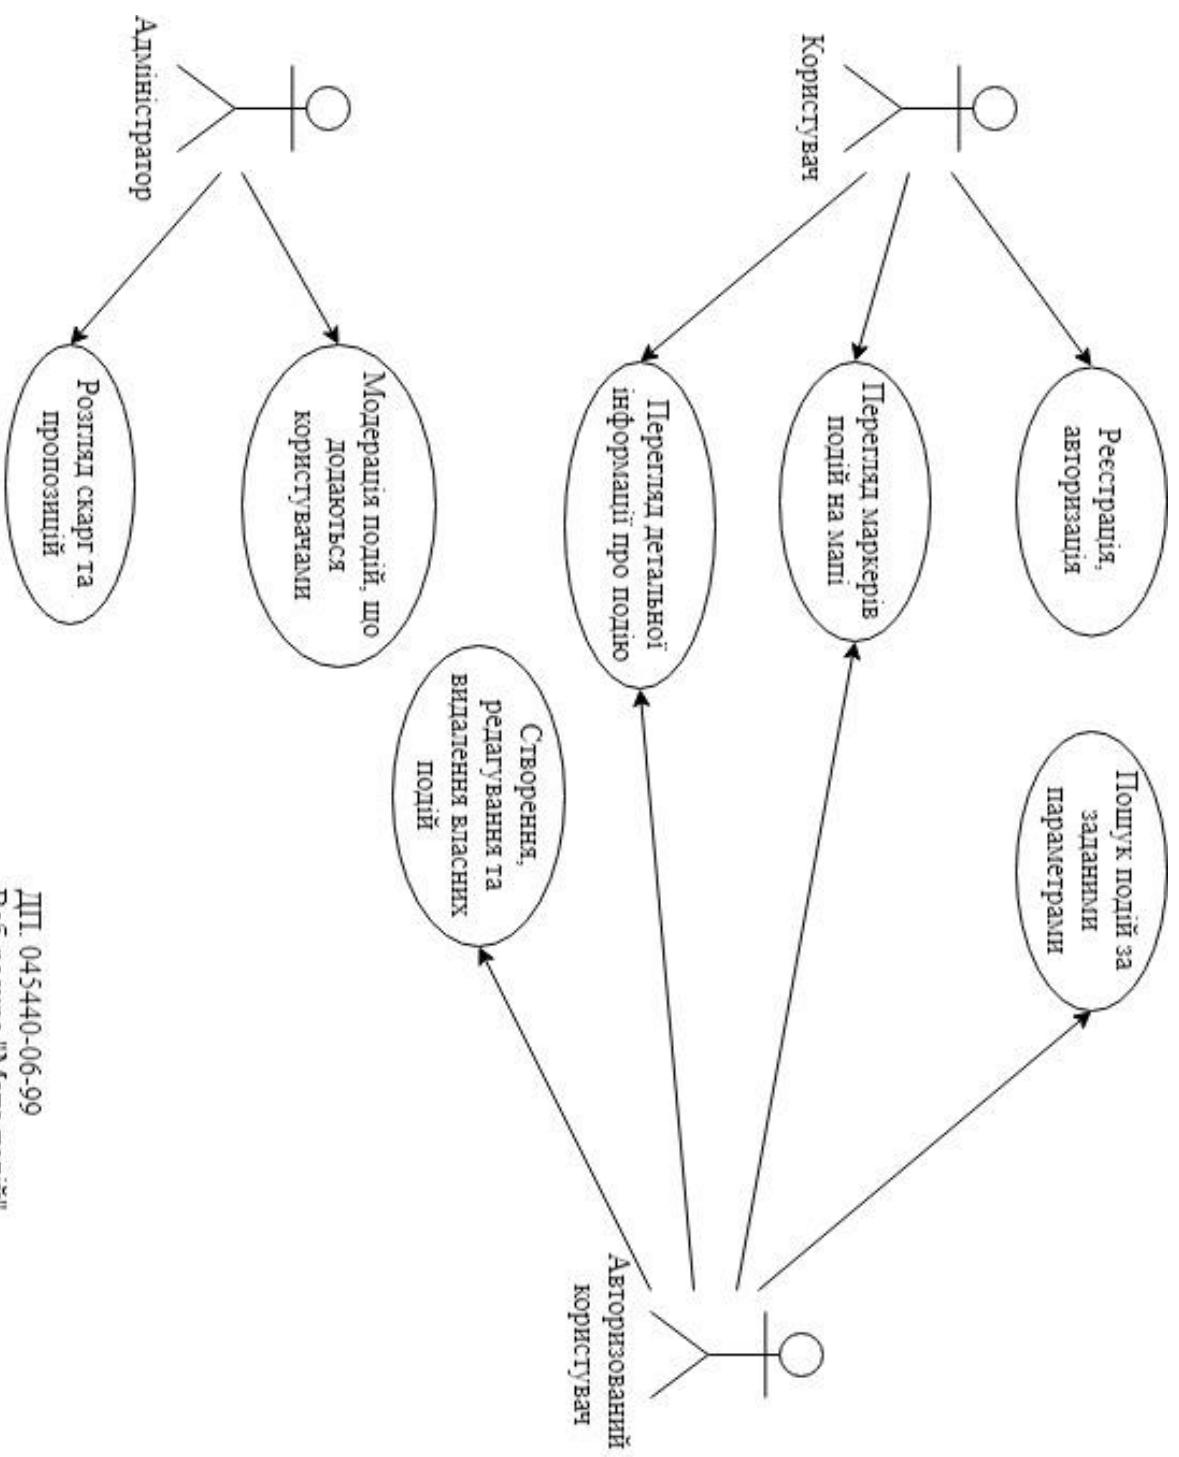 Користувач
Реєстрація,
авторизація
Перегляд маркерів
подій на мапі
Перегляд детальної
інформації про подію
Пошук подій за
заданими
параметрами
Авторизований
користувач
Створення,
редагування та
видалення власних
подій
Адміністратор
Модерація подій, що
додаються
користувачами
Розгляд скарг та
пропозицій
ДП. 045440-06-99